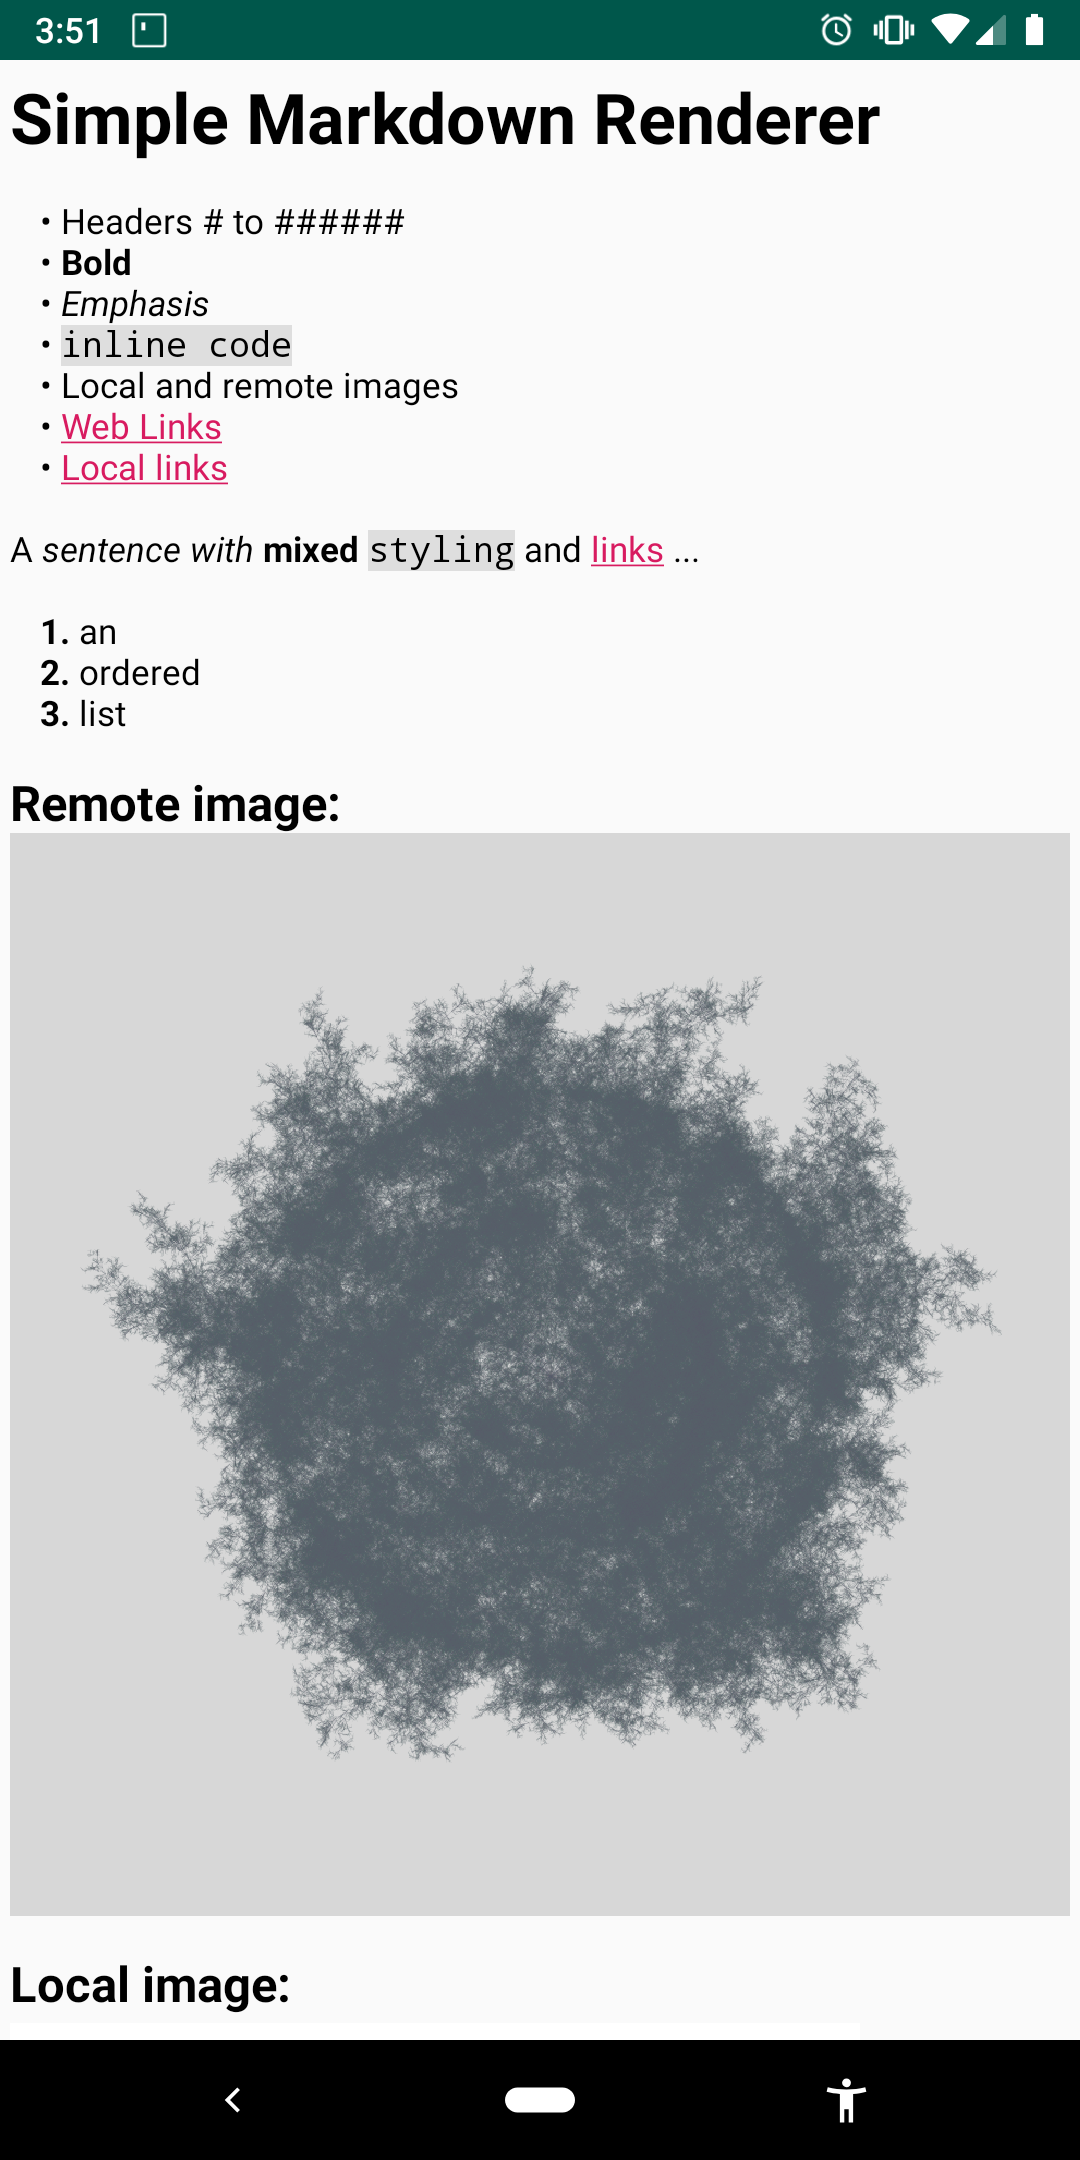 3:51
Simple Markdown Renderer
• Headers # to ######
• Bold
• Emphasis
• inline code
• Local and remote images
• Web Links
• Local links
A sentence with mixed styling and links ...
1. an
2. ordered
3. list
Remote image:
Local image: